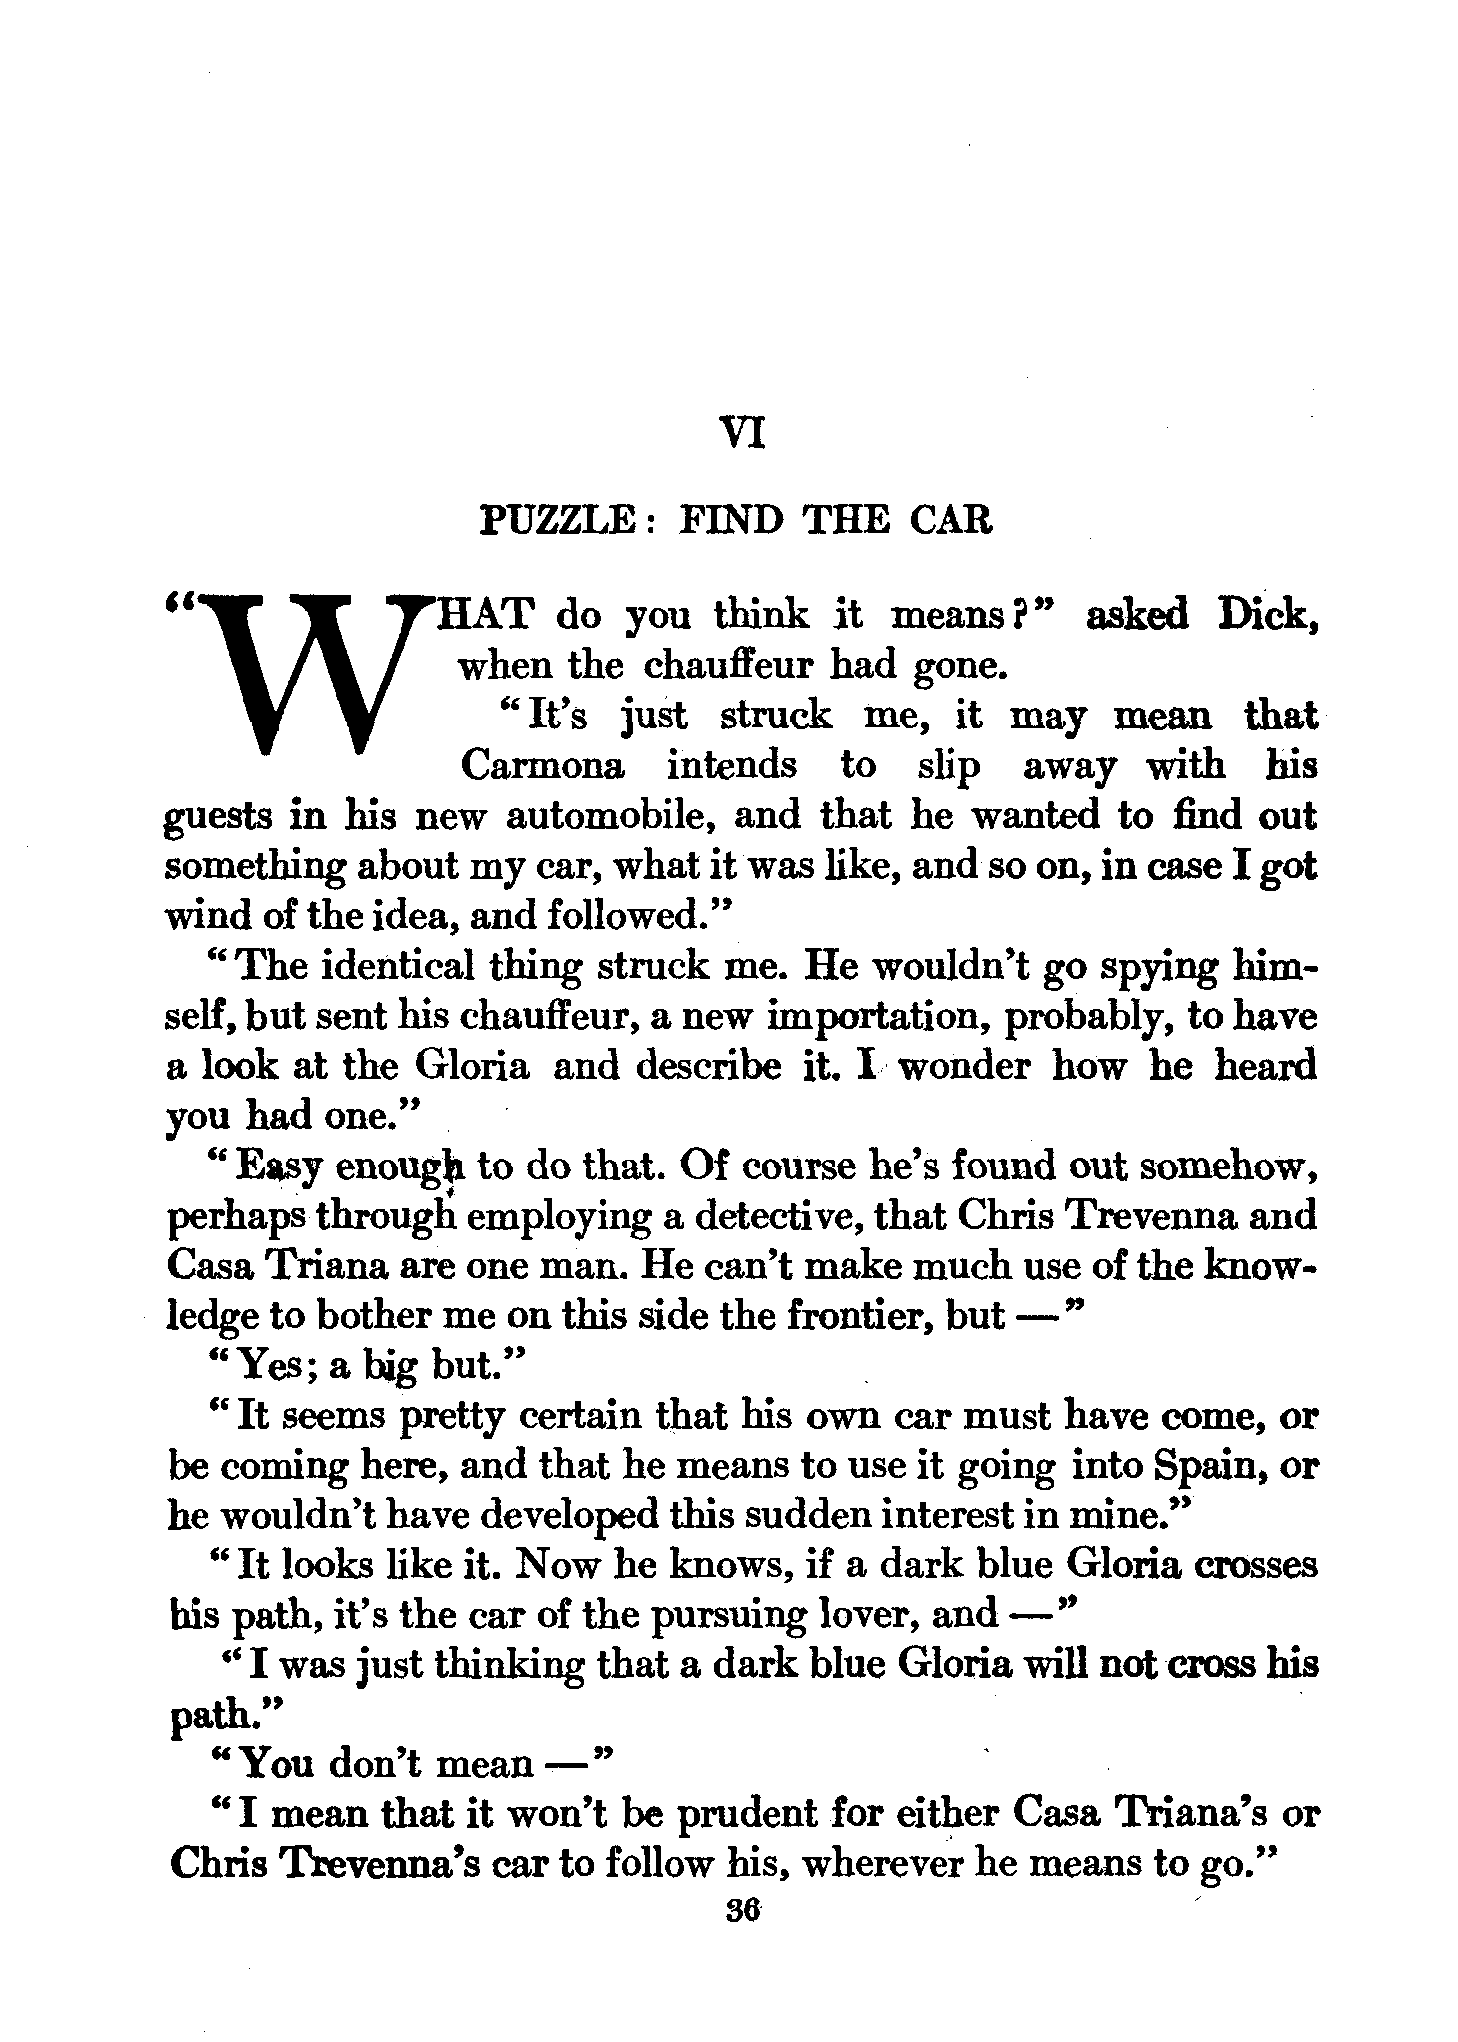 VI
PUZZLE: FIND THE CAR
“WHAT do you think it means?” asked Dick,
when the chauffeur had gone.
“It’s just struck me, it may mean that
Carmona intends to slip away with his
guests in his new automobile, and that he wanted to find out
something about my car, what it was like, and so on, in case I got
wind of the idea, and followed.”
“The identical thing struck me. He wouldn’t go spying him-
self, but sent his chauffeur, a new importation, probably, to have
a look at the Gloria and describe it. I wonder how he heard
you had one.”
“Easy enough to do that. Of course he’s found out somehow,
perhaps through employing a detective, that Chris Trevenna and
Casa Triana are one man. He can’t make much use of the know-
ledge to bother me on this side the frontier, but —”
“Yes; a big but.”
“It seems pretty certain that his own car must have come, or
be coming here, and that he means to use it going into Spain, or
he wouldn’t have developed this sudden interest in mine.”
“It looks like it. Now he knows, if a dark blue Gloria crosses
his path, it’s the car of the pursuing lover, and —”
“I was just thinking that a dark blue Gloria will not cross his
path.”
“You don’t mean —”
“I mean that it won’t be prudent for either Casa Triana’s or
Chris Trevenna’s car to follow his, wherever he means to go.”
36